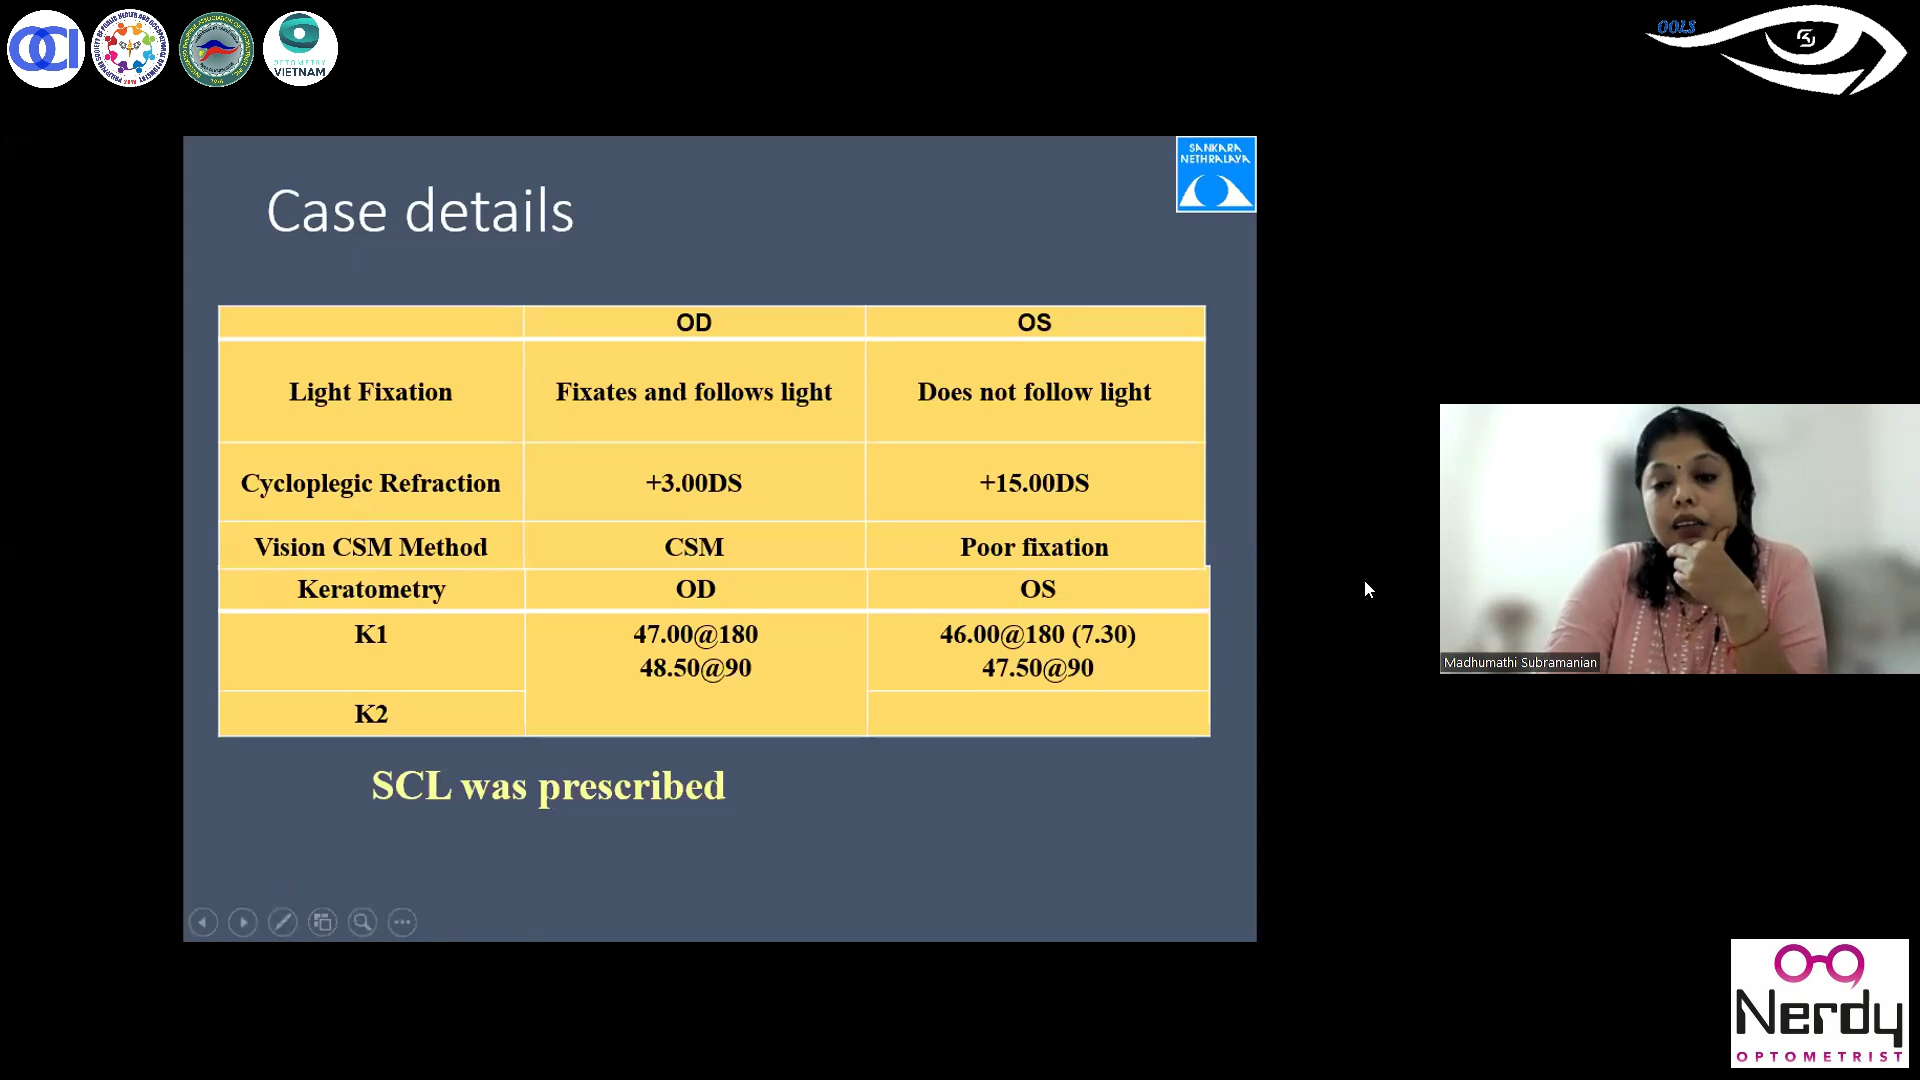 OCI
OPTOMETRY
VIETNAM
OOLS
SANKARA
NETHRALAYA
Case details
OD OS
Light Fixation Fixates and follows light Does not follow light
Cycloplegic Refraction +3.00DS +15.00DS
Vision CSM Method CSM Poor fixation
Keratometry OD OS
K1 47.00@180 46.00@180 (7.30)
48.50@90 47.50@90
K2
SCL was prescribed
Madhumathi Subramanian
Nerdy
OPTOMETRIST